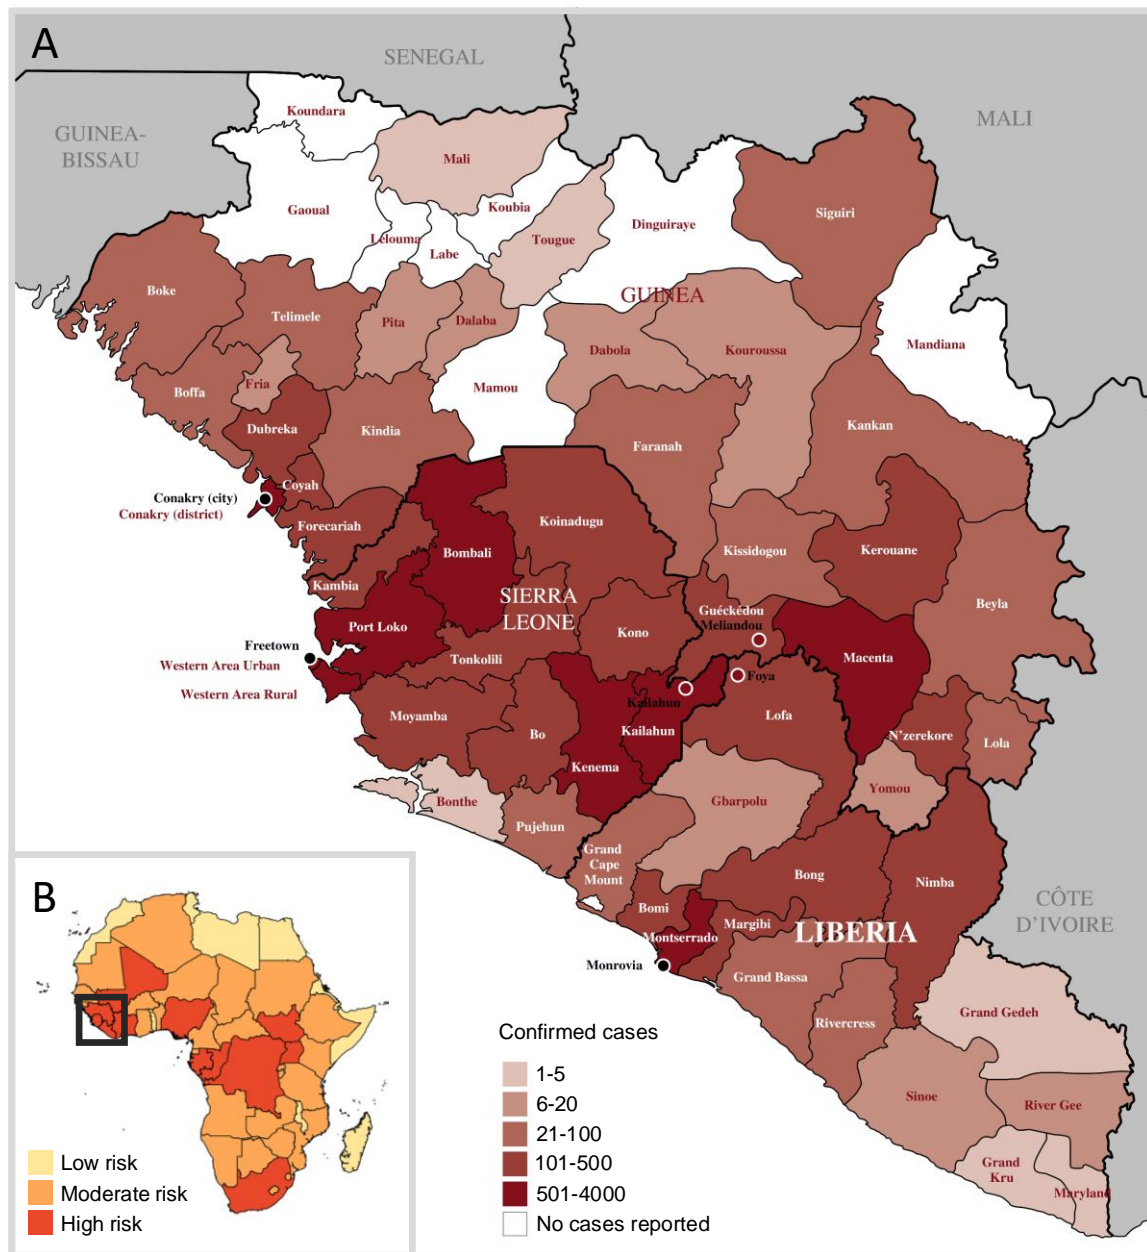 A
SENEGAL
MALI
GUINEA-
BISSAU
Koundara
Mali
Gaoual
Koubia
Lelouma
Labe
Tougue
Dinguiraye
Siguiri
Boke
Telimele
Pita
Dalaba
GUINEA
Dabola
Kouroussa
Mandiana
Boffa
Fria
Mamou
Dubreka
Kindia
Faranah
Kankan
Coyah
Conakry (city)
Conakry (district)
Forecariah
Koinadugu
Bombali
Kissidogou
Kerouane
Kambia
SIERRA
LEONE
Beyla
Guéckédou
Meliandou
Port Loko
Kono
Freetown
Tonkolili
Macenta
Western Area Urban
Foya
Western Area Rural
Kailahun
Moyamba
Lofa
Kailahun
Bo
N'zerekore
Lola
Kenema
Yomou
Bonthe
Gbarpolu
Pujehun
Grand
Cape
Mount
Bong
Nimba
CÔTE
D'IVOIRE
Bomi
Margibi
LIBERIA
Montserrado
Monrovia
Grand Bassa
Rivercress
Grand Gedeh
Sinoe
River Gee
Grand
Kru
Maryland
Confirmed cases
1-5
6-20
21-100
101-500
501-4000
No cases reported
B
Low risk
Moderate risk
High risk